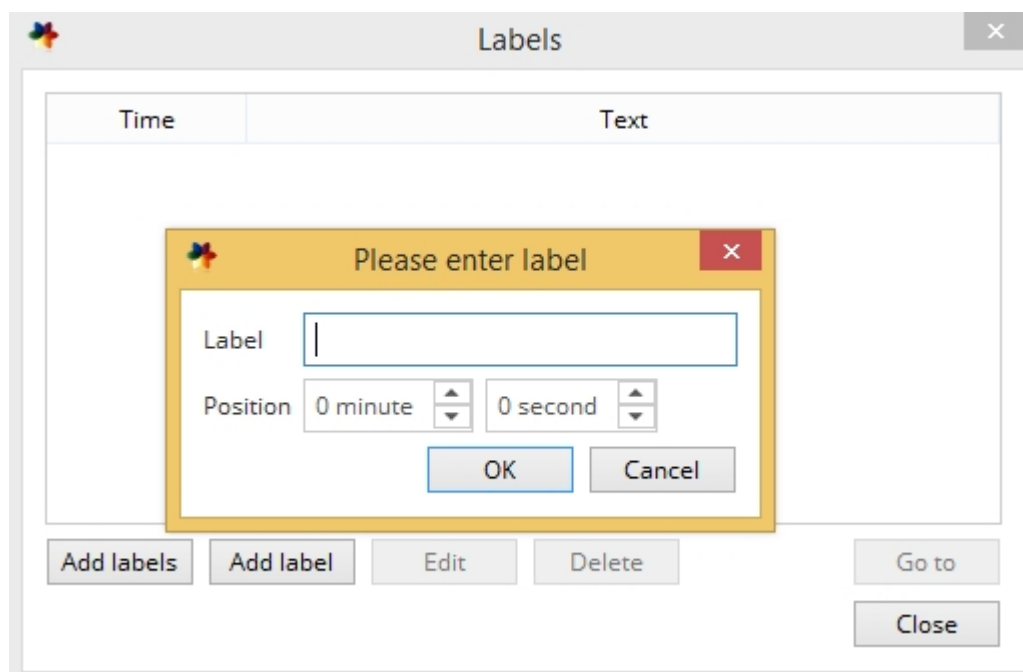 Labels
Time Text
Please enter label
Label
Position 0 minute 0 second
OK Cancel
Add labels Add label Edit Delete Go to
Close